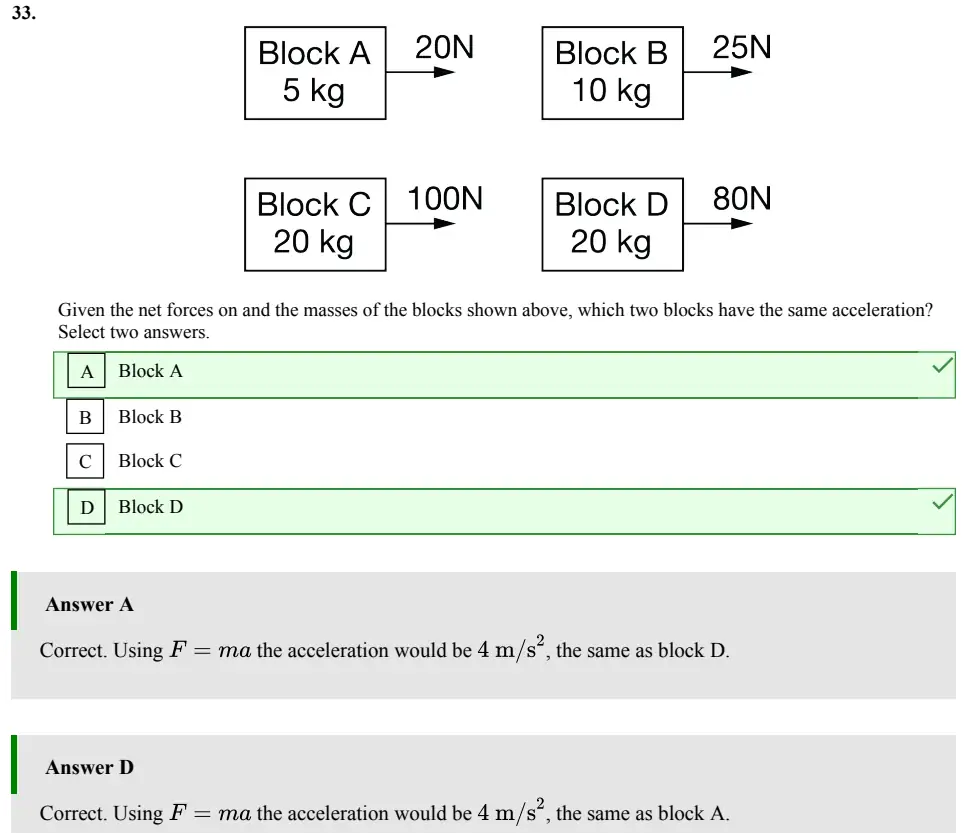 33.
Block A 20N Block B 25N
5 kg 10 kg
Block C 100N Block D 80N
20 kg 20 kg
Given the net forces on and the masses of the blocks shown above, which two blocks have the same acceleration?
Select two answers.
A Block A
B Block B
C Block C
D Block D
Answer A
Correct. Using F = ma the acceleration would be 4 m/s², the same as block D.
Answer D
Correct. Using F = ma the acceleration would be 4 m/s², the same as block A.